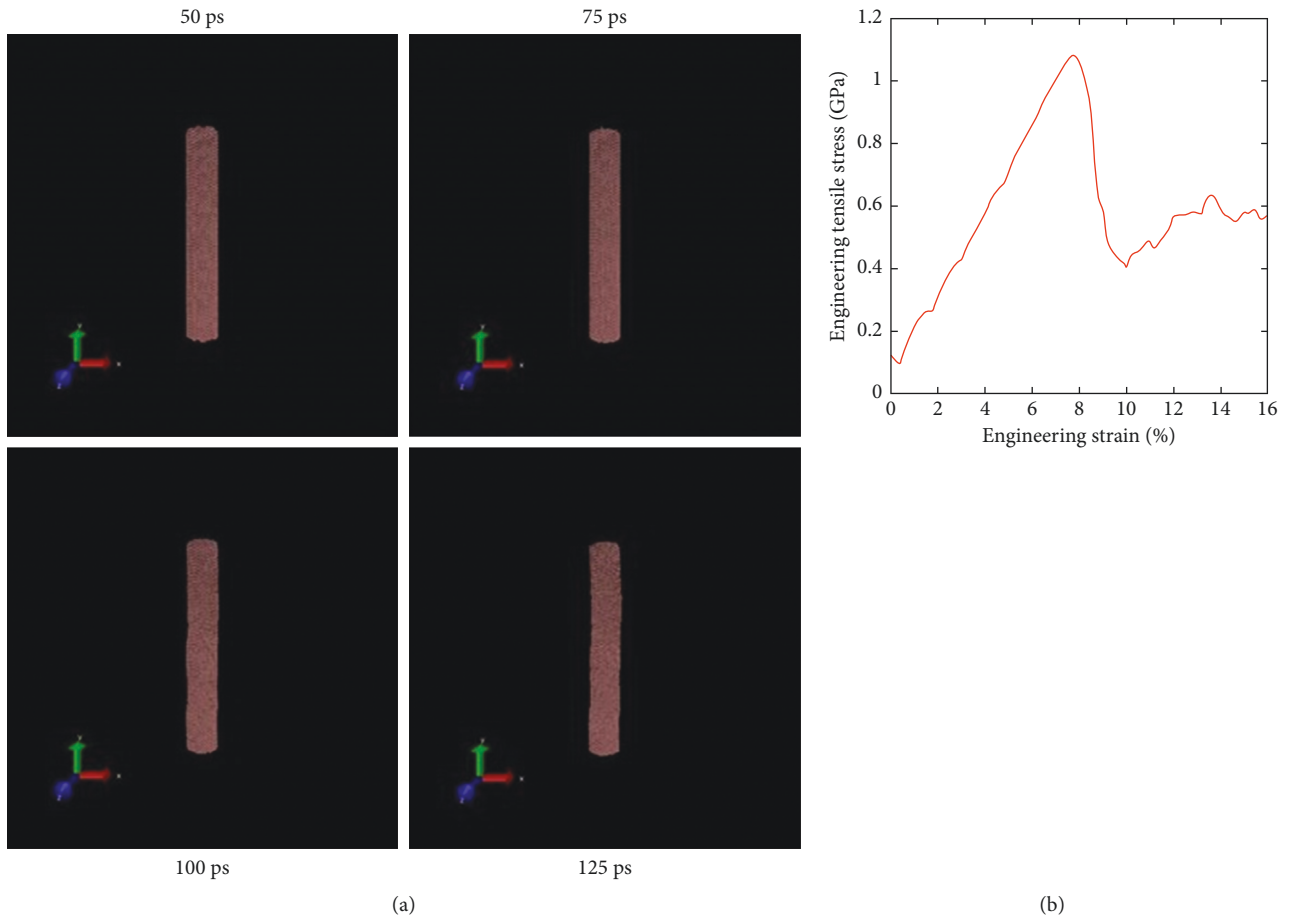 50 ps
75 ps
y
x
z
y
x
z
y
x
z
y
x
z
100 ps
125 ps
(a)
1.2
1
0.8
0.6
0.4
0.2
0
Engineering tensile stress (GPa)
0 2 4 6 8 10 12 14 16
Engineering strain (%)
(b)